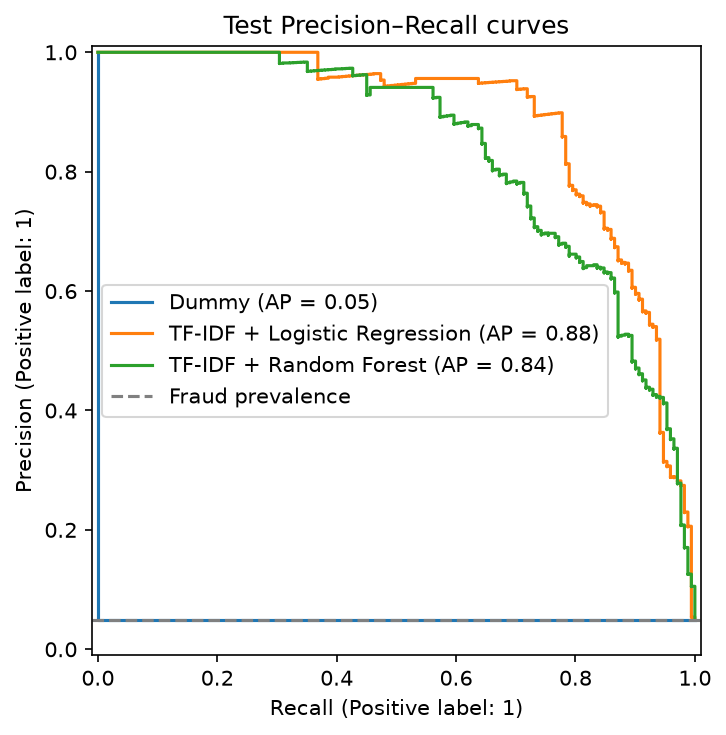 Test Precision–Recall curves
1.0
0.8
0.6
0.4
0.2
0.0
Precision (Positive label: 1)
Dummy (AP = 0.05)
TF-IDF + Logistic Regression (AP = 0.88)
TF-IDF + Random Forest (AP = 0.84)
Fraud prevalence
0.0 0.2 0.4 0.6 0.8 1.0
Recall (Positive label: 1)